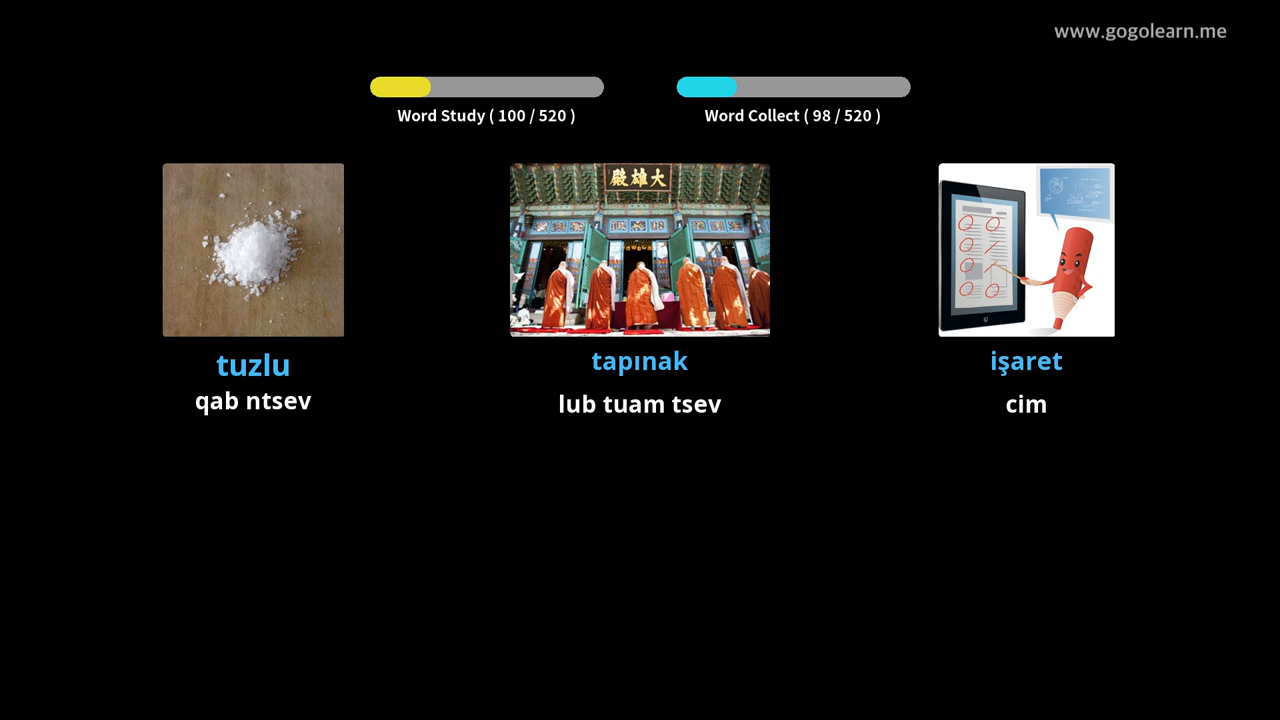 www.gogolearn.me
Word Study ( 100 / 520 )
Word Collect ( 98 / 520 )
殿雄大
tuzlu
tapınak
işaret
qab ntsev
lub tuam tsev
cim